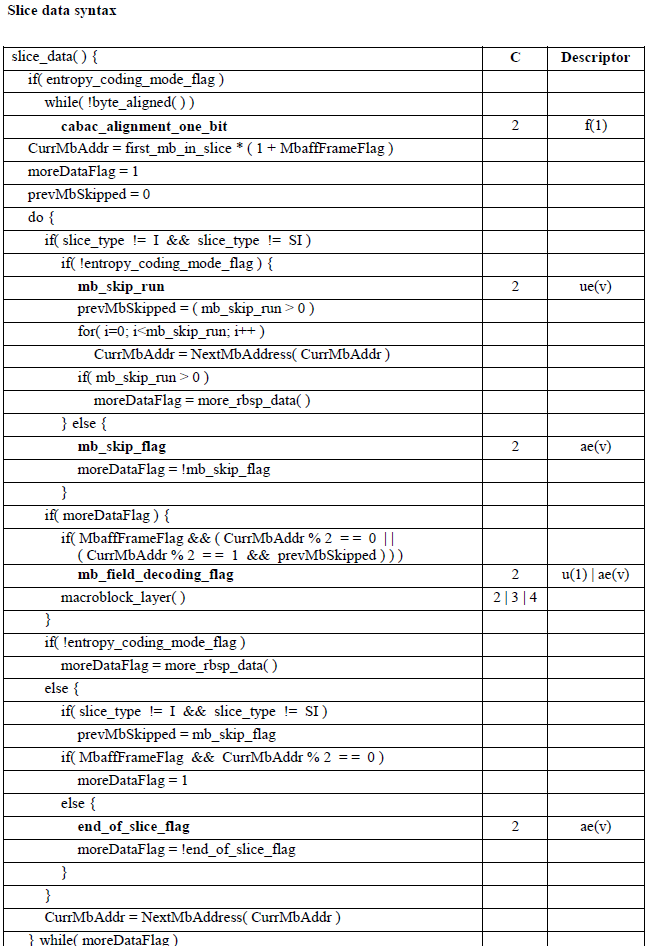 Slice data syntax
slice_data( ) { C Descriptor
if( entropy_coding_mode_flag )
while( !byte_aligned( ) )
cabac_alignment_one_bit 2 f(1)
CurrMbAddr = first_mb_in_slice * ( 1 + MbaffFrameFlag )
moreDataFlag = 1
prevMbSkipped = 0
do {
if( slice_type != I && slice_type != SI )
if( !entropy_coding_mode_flag ) {
mb_skip_run 2 ue(v)
prevMbSkipped = ( mb_skip_run > 0 )
for( i=0; i<mb_skip_run; i++ )
CurrMbAddr = NextMbAddress( CurrMbAddr )
if( mb_skip_run > 0 )
moreDataFlag = more_rbsp_data( )
} else {
mb_skip_flag 2 ae(v)
moreDataFlag = !mb_skip_flag
}
if( moreDataFlag ) {
if( MbaffFrameFlag && ( CurrMbAddr % 2 = = 0 | |
( CurrMbAddr % 2 = = 1 && prevMbSkipped ) ) )
mb_field_decoding_flag 2 u(1) | ae(v)
macroblock_layer( ) 2 | 3 | 4
}
if( !entropy_coding_mode_flag )
moreDataFlag = more_rbsp_data( )
else {
if( slice_type != I && slice_type != SI )
prevMbSkipped = mb_skip_flag
if( MbaffFrameFlag && CurrMbAddr % 2 = = 0 )
moreDataFlag = 1
else {
end_of_slice_flag 2 ae(v)
moreDataFlag = !end_of_slice_flag
}
}
CurrMbAddr = NextMbAddress( CurrMbAddr )
} while( moreDataFlag )